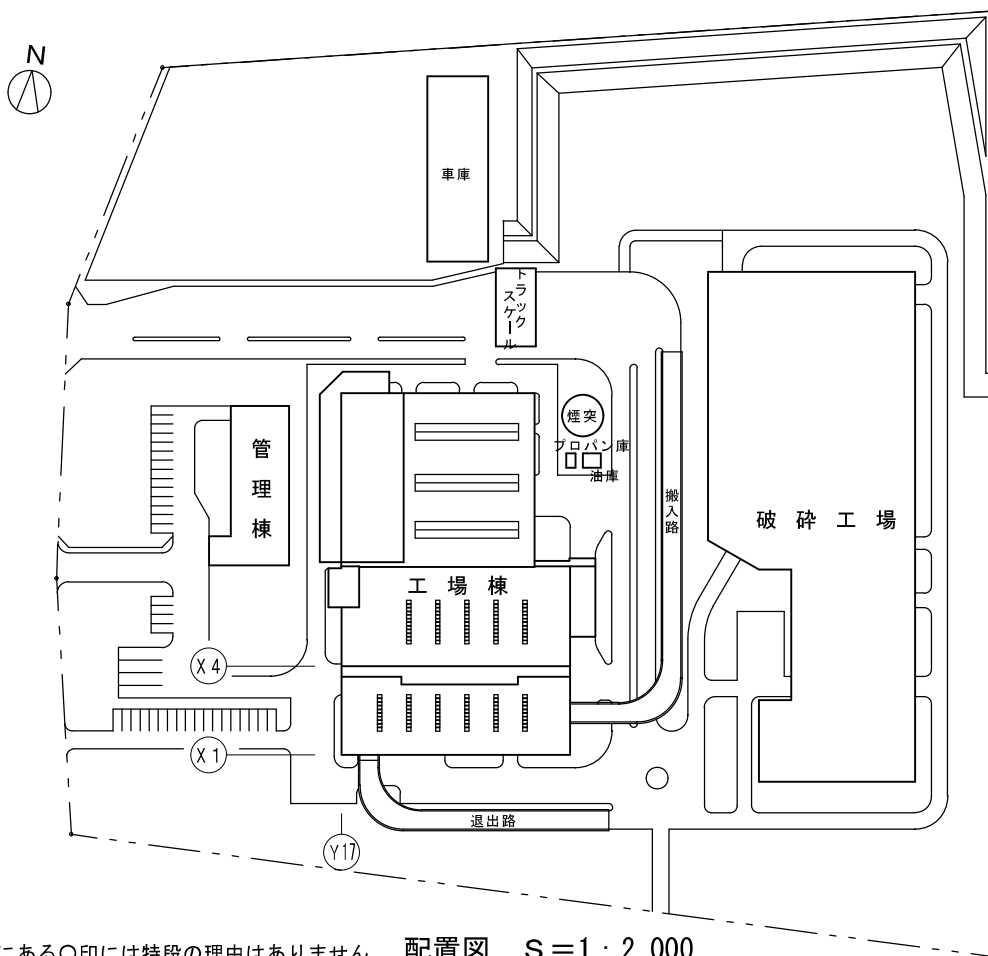 N
車庫
トラック
スケール
煙突
プロパン庫
油庫
管理棟
搬入路
破砕工場
工場棟
X4
X1
退出路
Y17
にある〇印には特段の理由はありません
配置図 S=1:2,000